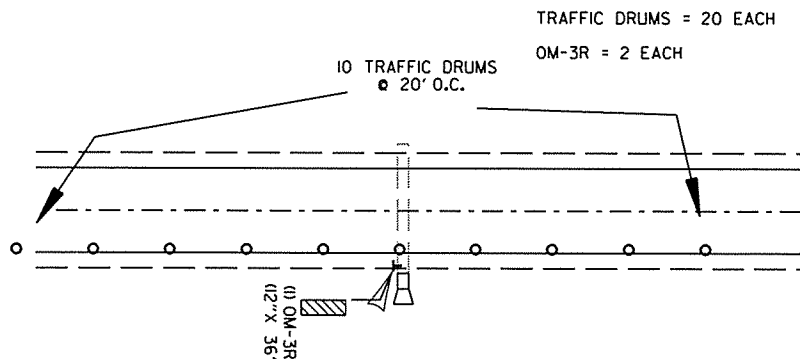 TRAFFIC DRUMS = 20 EACH
OM-3R = 2 EACH
10 TRAFFIC DRUMS
@ 20' O.C.
(1) OM-3R
(12"X 36"